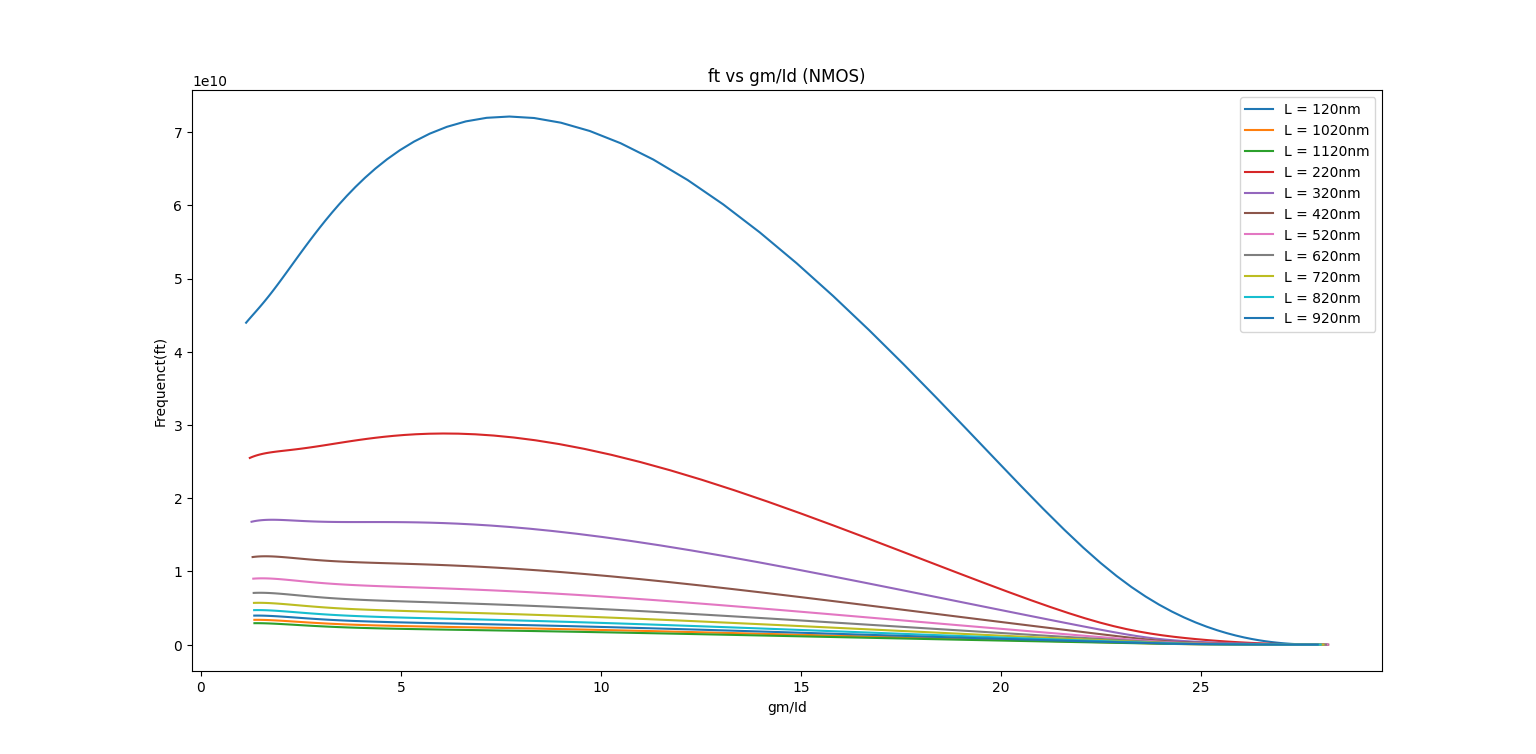 ft vs gm/Id (NMOS)
1e10
7
6
5
4
3
2
1
0
Frequenct(ft)
0 5 10 15 20 25
gm/Id
L = 120nm
L = 1020nm
L = 1120nm
L = 220nm
L = 320nm
L = 420nm
L = 520nm
L = 620nm
L = 720nm
L = 820nm
L = 920nm